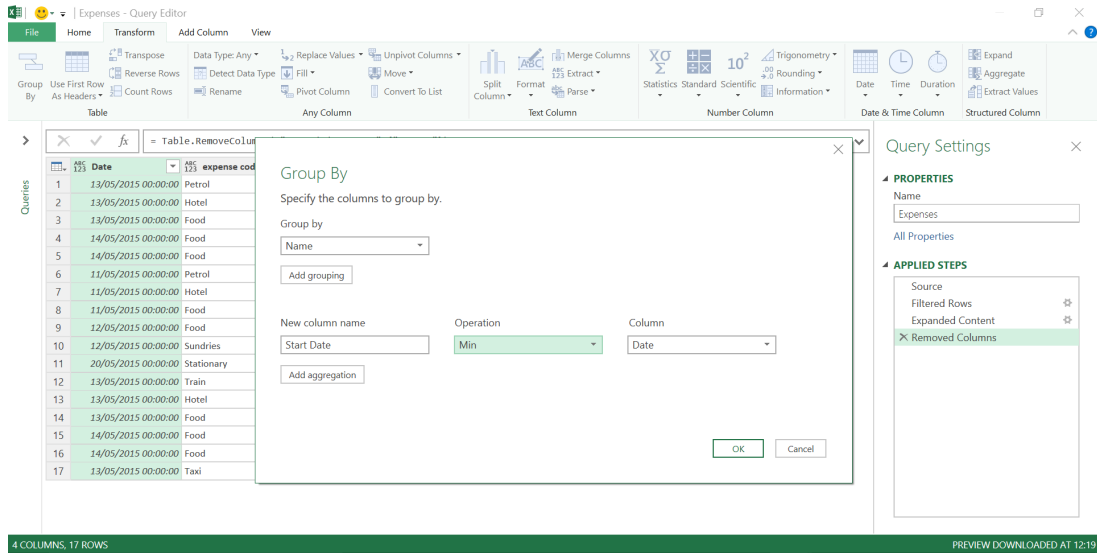 Expenses - Query Editor
File Home Transform Add Column View
Group By
Use First Row As Headers
Transpose
Reverse Rows
Count Rows
Table
Data Type: Any
Detect Data Type
Rename
Replace Values
Fill
Pivot Column
Unpivot Columns
Move
Convert To List
Any Column
Split Column
ABC
Format
Merge Columns
ABC 123 Extract
abc Parse
Text Column
Χσ Σ
Statistics
Standard
10²
Scientific
Trigonometry
.00 Rounding
Information
Number Column
Date
Time
Duration
Date & Time Column
Expand
Aggregate
Extract Values
Structured Column
Queries
fx = Table.RemoveColum
ABC 123 Date ABC 123 expense cod
1 13/05/2015 00:00:00 Petrol
2 13/05/2015 00:00:00 Hotel
3 13/05/2015 00:00:00 Food
4 14/05/2015 00:00:00 Food
5 14/05/2015 00:00:00 Food
6 11/05/2015 00:00:00 Petrol
7 11/05/2015 00:00:00 Hotel
8 11/05/2015 00:00:00 Food
9 12/05/2015 00:00:00 Food
10 12/05/2015 00:00:00 Sundries
11 20/05/2015 00:00:00 Stationary
12 13/05/2015 00:00:00 Train
13 13/05/2015 00:00:00 Hotel
14 13/05/2015 00:00:00 Food
15 14/05/2015 00:00:00 Food
16 14/05/2015 00:00:00 Food
17 13/05/2015 00:00:00 Taxi
Group By
Specify the columns to group by.
Group by
Name
Add grouping
New column name Operation Column
Start Date Min Date
Add aggregation
OK Cancel
Query Settings
PROPERTIES
Name
Expenses
All Properties
APPLIED STEPS
Source
Filtered Rows
Expanded Content
Removed Columns
4 COLUMNS, 17 ROWS
PREVIEW DOWNLOADED AT 12:19